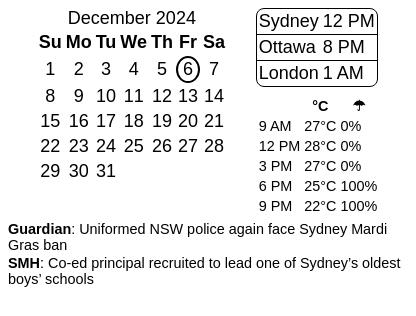 December 2024
Su Mo Tu We Th Fr Sa
1 2 3 4 5 6 7
8 9 10 11 12 13 14
15 16 17 18 19 20 21
22 23 24 25 26 27 28
29 30 31
Sydney 12 PM
Ottawa 8 PM
London 1 AM
°C ☂
9 AM 27°C 0%
12 PM 28°C 0%
3 PM 27°C 0%
6 PM 25°C 100%
9 PM 22°C 100%
Guardian: Uniformed NSW police again face Sydney Mardi
Gras ban
SMH: Co-ed principal recruited to lead one of Sydney’s oldest
boys’ schools